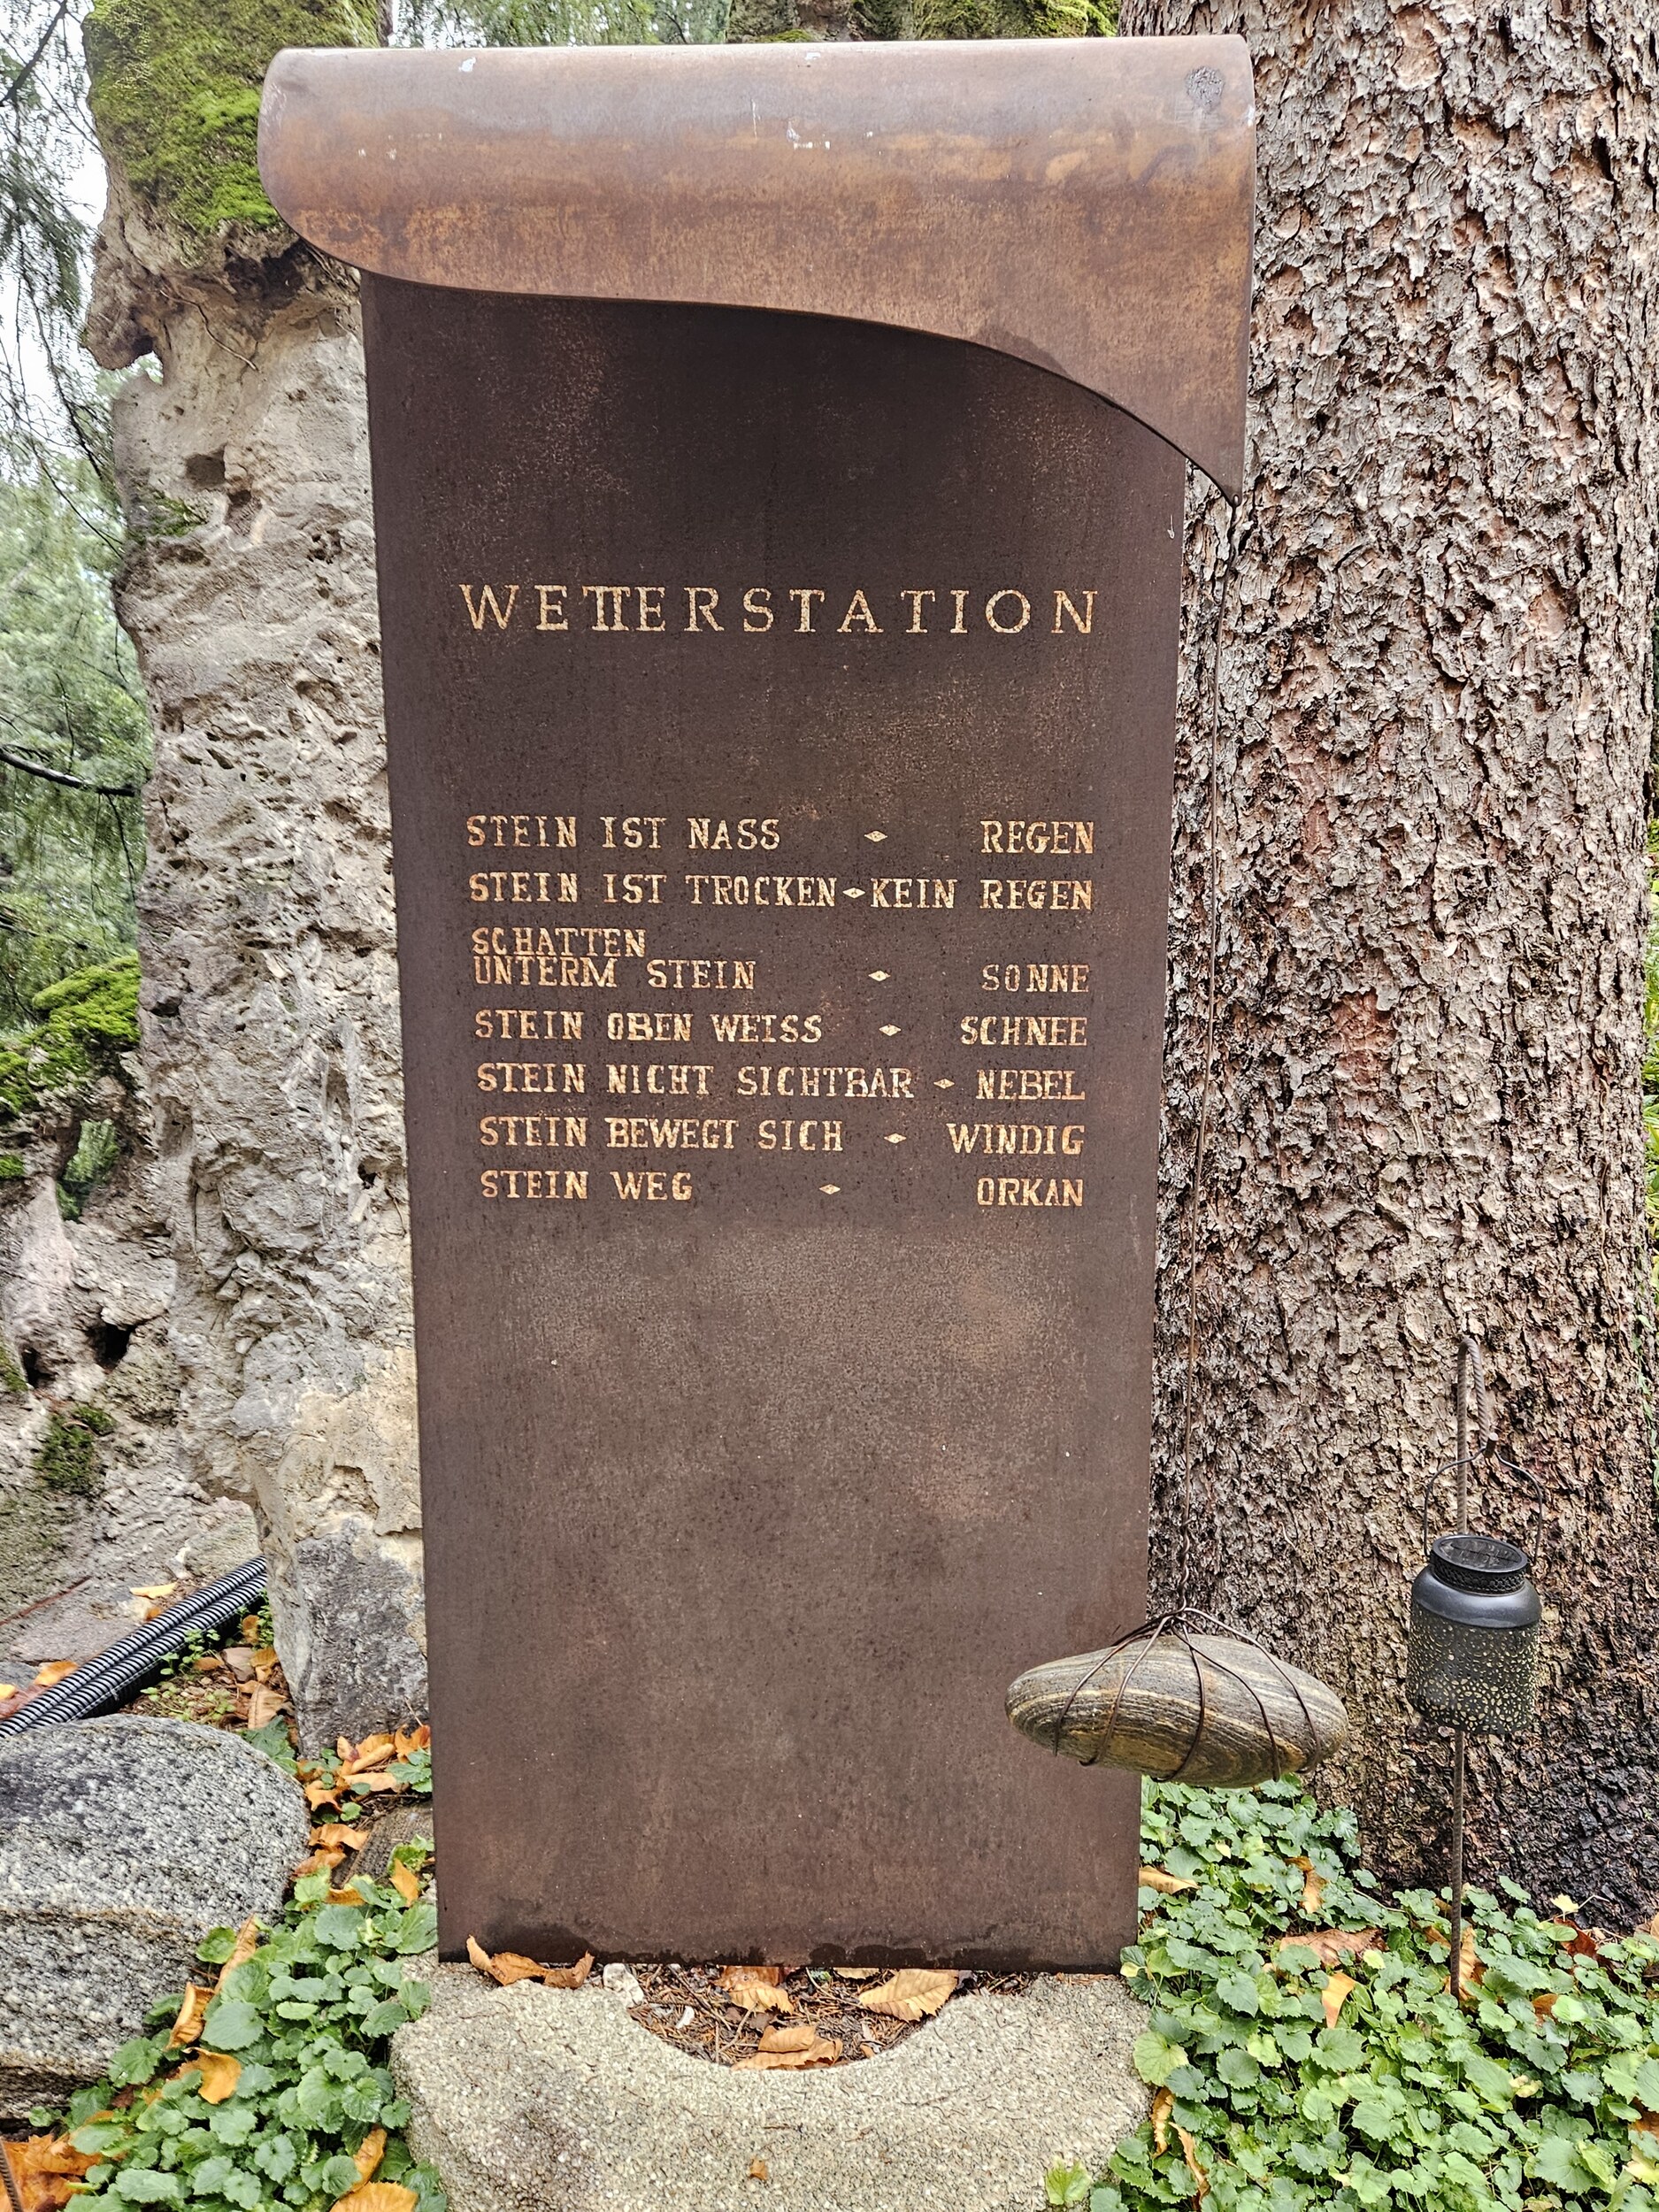 WETTERSTATION
STEIN IST NASS ⬥ REGEN
STEIN IST TROCKEN ⬥ KEIN REGEN
SCHATTEN
UNTERM STEIN ⬥ SONNE
STEIN OBEN WEISS ⬥ SCHNEE
STEIN NICHT SICHTBAR ⬥ NEBEL
STEIN BEWEGT SICH ⬥ WINDIG
STEIN WEG ⬥ ORKAN